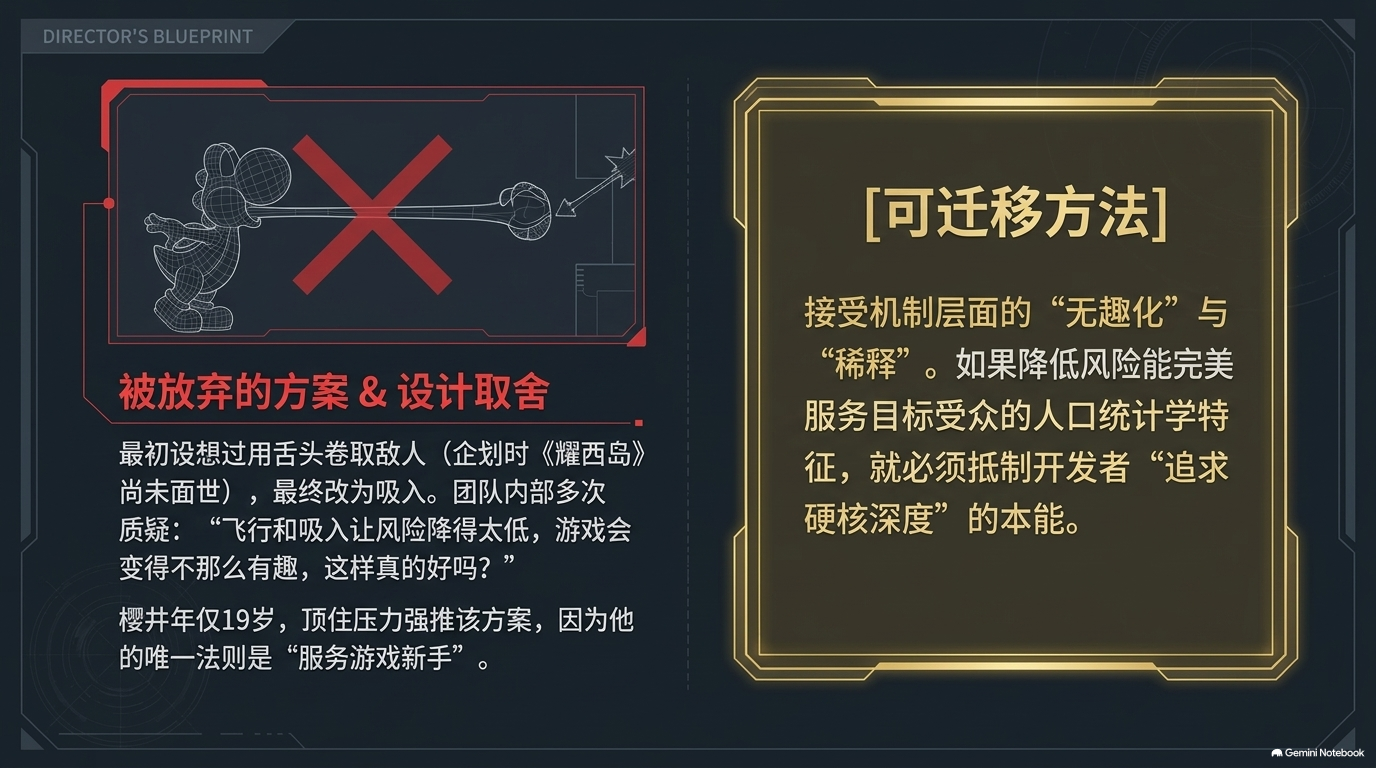 DIRECTOR'S BLUEPRINT
被放弃的方案 & 设计取舍
最初设想过用舌头卷取敌人（企划时《耀西岛》
尚未面世），最终改为吸入。团队内部多次
质疑：“飞行和吸入让风险降得太低，游戏会
变得不那么有趣，这样真的好吗？”
樱井年仅19岁，顶住压力强推该方案，因为他
的唯一法则是“服务游戏新手”。
[可迁移方法]
接受机制层面的“无趣化”与
“稀释”。如果降低风险能完美
服务目标受众的人口统计学特
征，就必须抵制开发者“追求
硬核深度”的本能。
Gemini Notebook